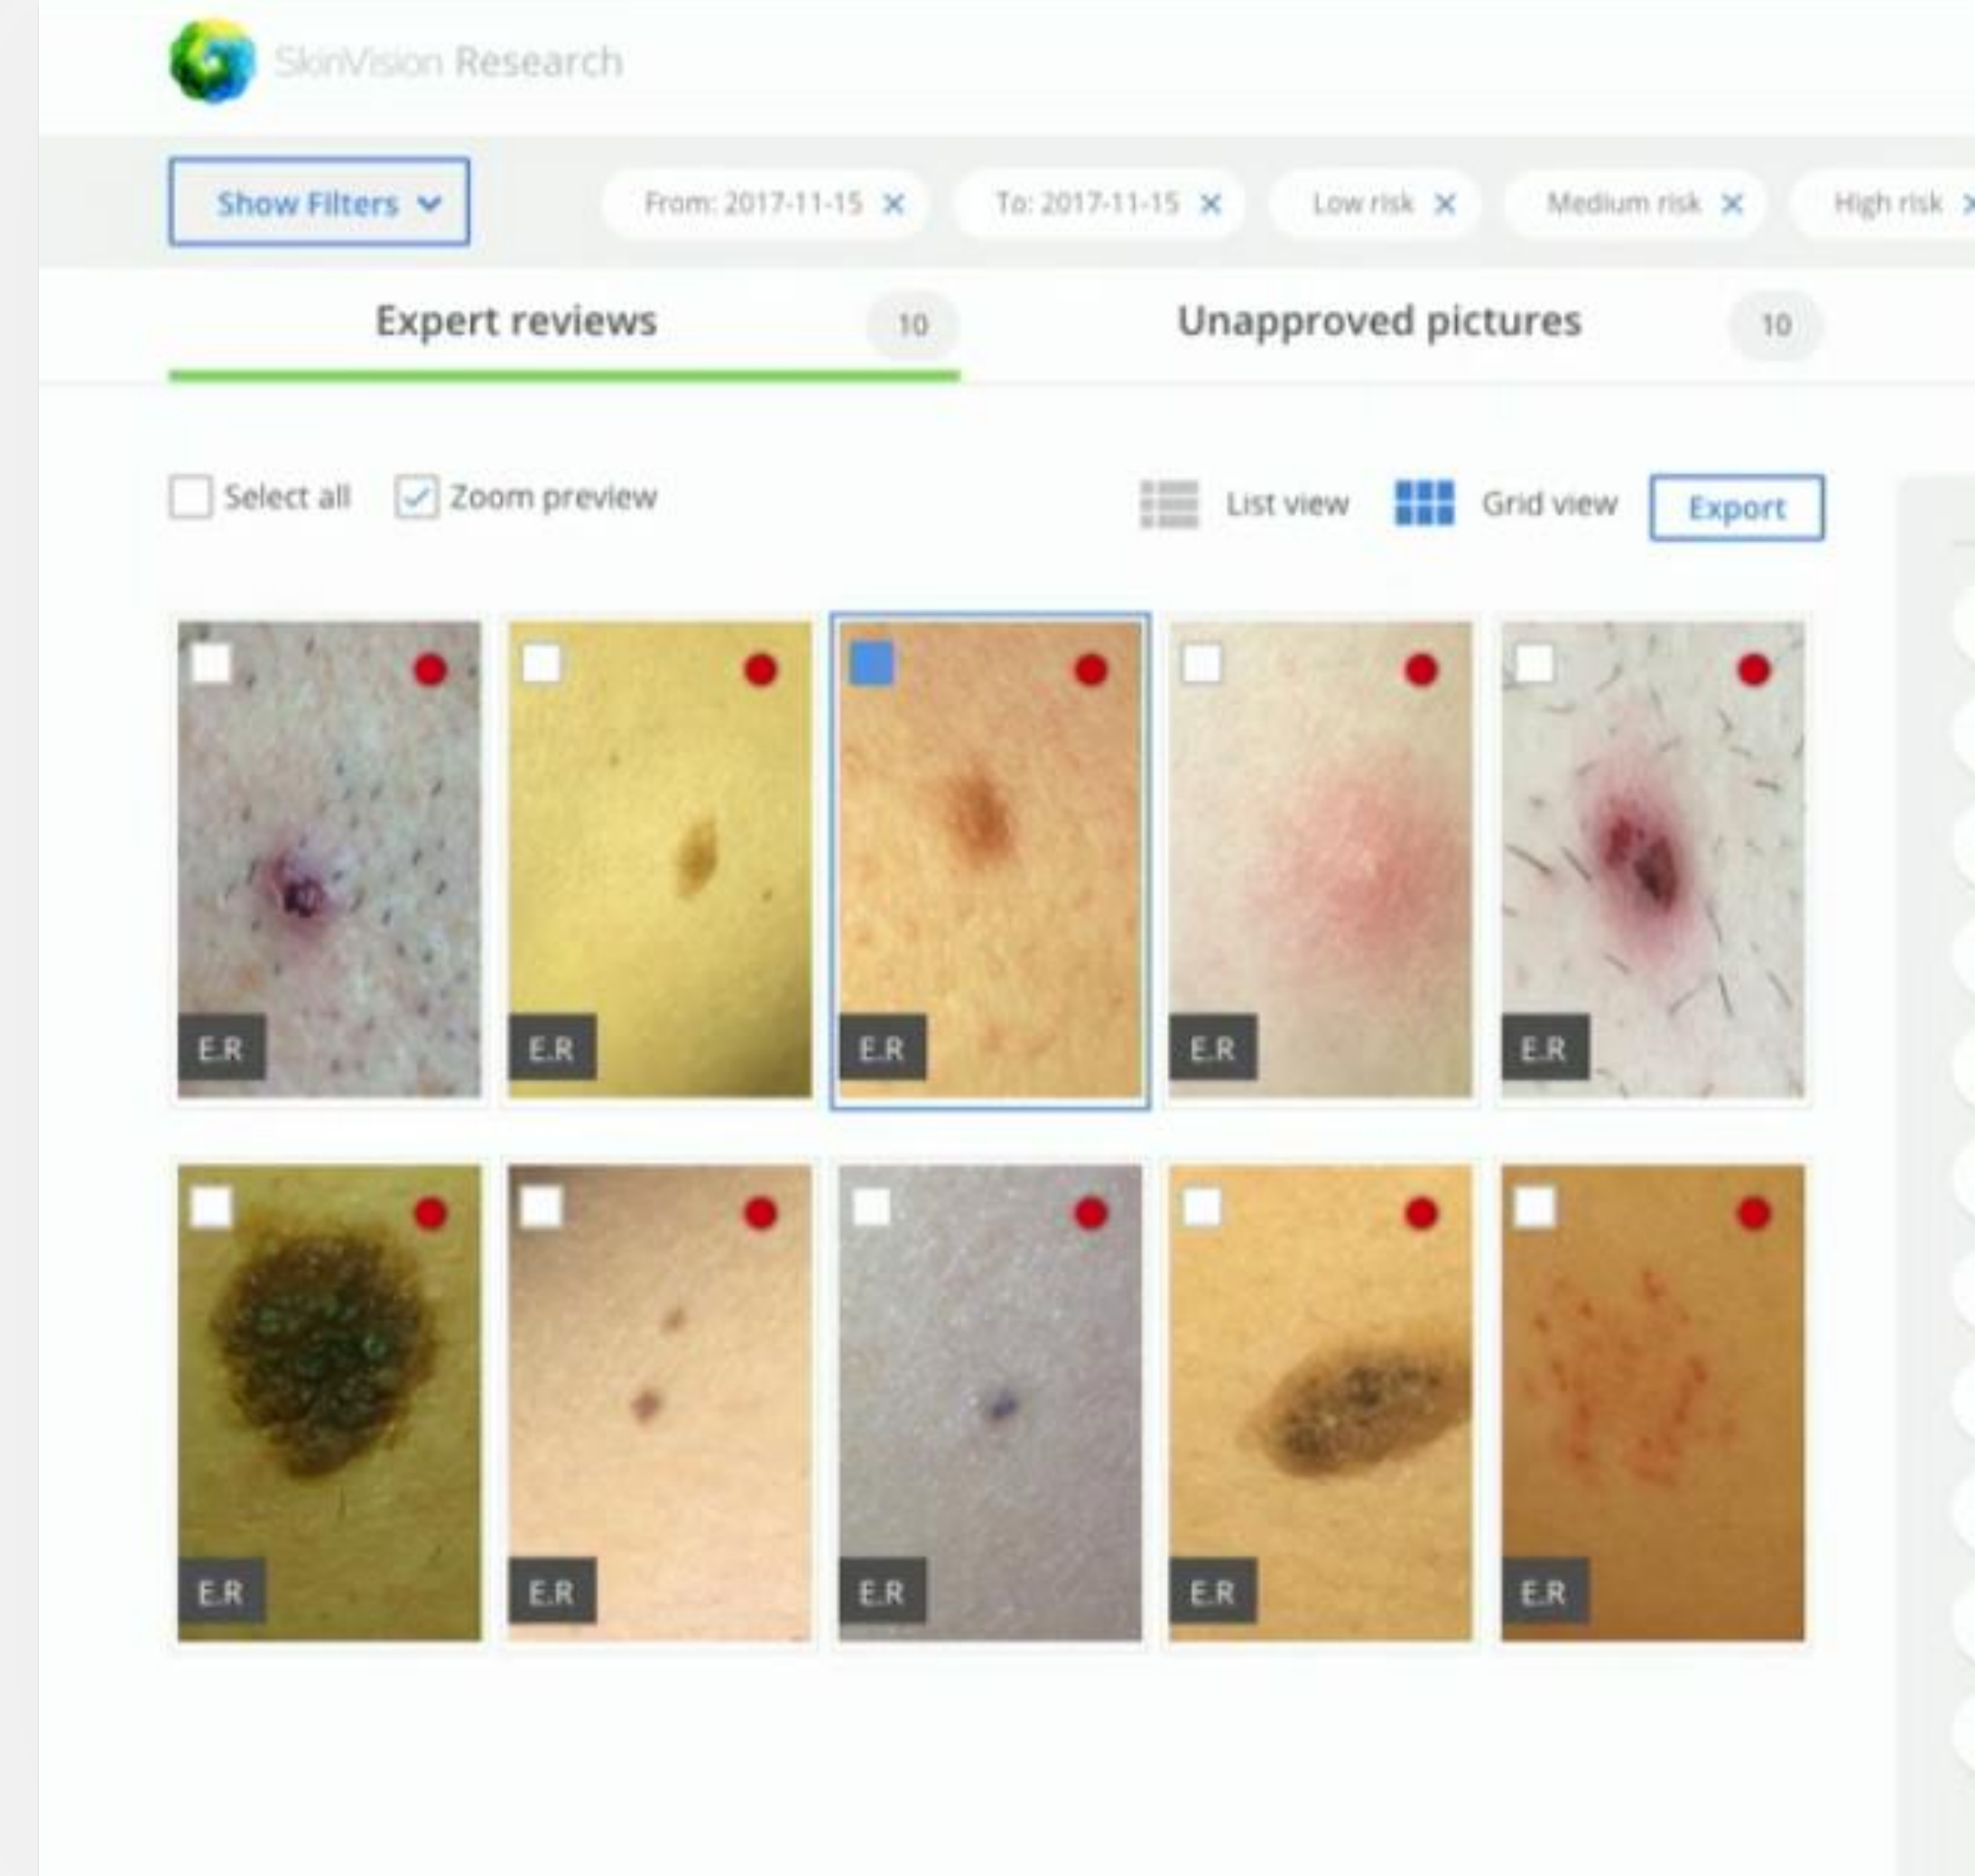 SkinVision Research
Show Filters
From: 2017-11-15
To: 2017-11-15
Low risk
Medium risk
High risk
Expert reviews 10
Unapproved pictures 10
Select all
Zoom preview
List view
Grid view
Export
E.R
E.R
E.R
E.R
E.R
E.R
E.R
E.R
E.R
E.R